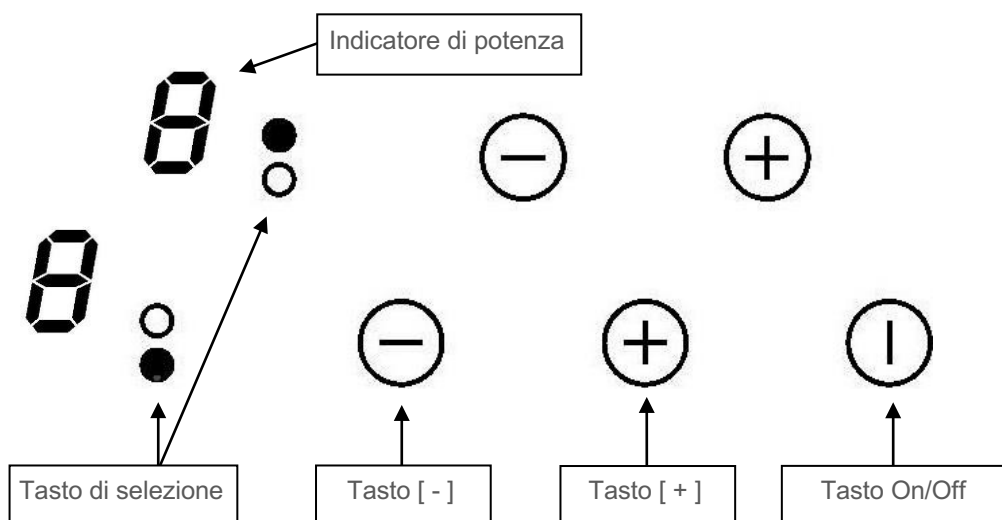 Indicatore di potenza
Tasto di selezione
Tasto [ - ]
Tasto [ + ]
Tasto On/Off